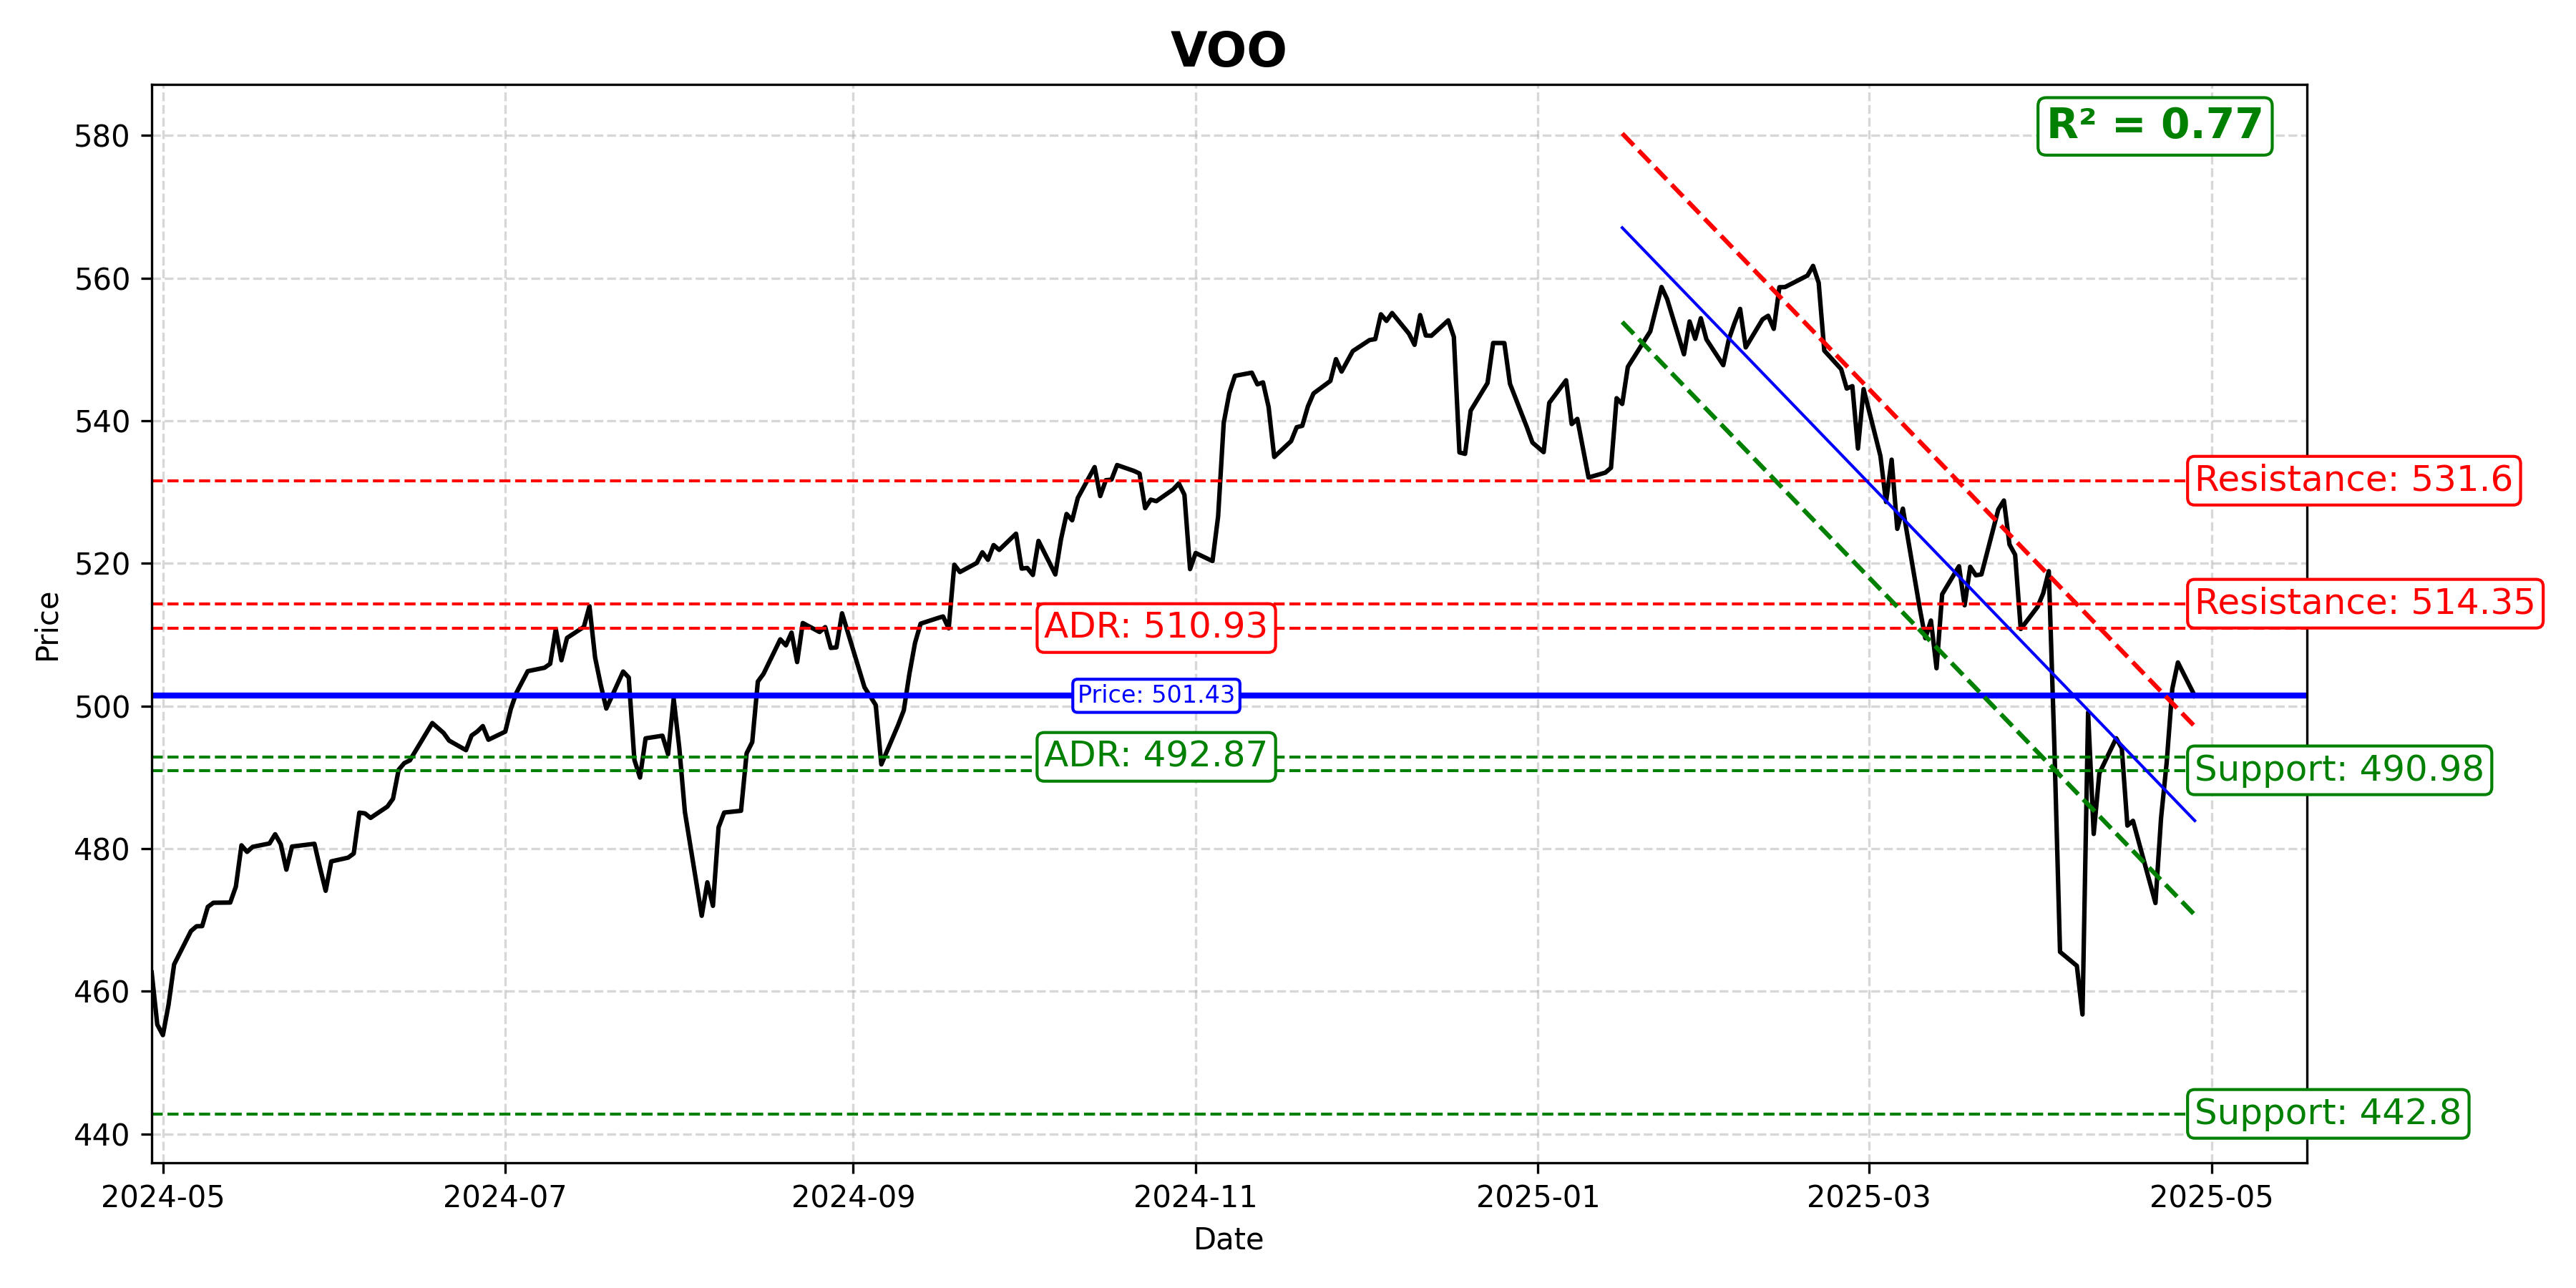 VOO
R² = 0.77
580
560
540
520
500
480
460
440
Price
Resistance: 531.6
Resistance: 514.35
ADR: 510.93
Price: 501.43
ADR: 492.87
Support: 490.98
Support: 442.8
2024-05
2024-07
2024-09
2024-11
2025-01
2025-03
2025-05
Date